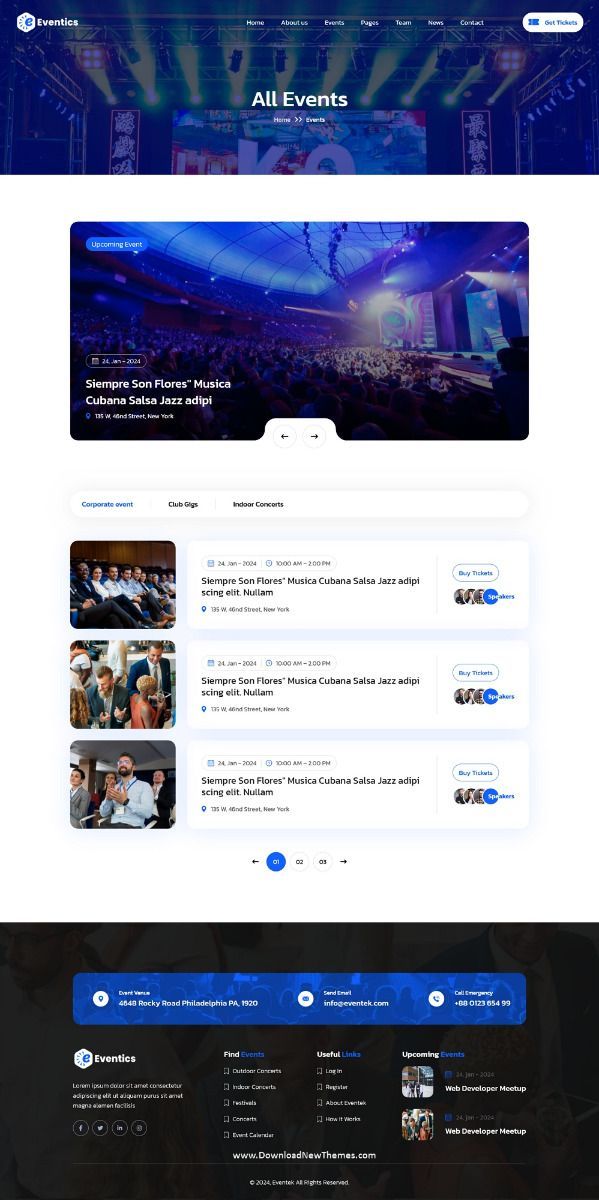 Eventics
Home About us Events Pages Team News Contact
Get Tickets
All Events
Home >> Events
Upcoming Event
24, Jan - 2024
Siempre Son Flores" Musica
Cubana Salsa Jazz adipi
135 W, 46nd Street, New York
Corporate event Club Gigs Indoor Concerts
24, Jan - 2024 10:00 AM - 2.00 PM
Siempre Son Flores" Musica Cubana Salsa Jazz adipi
scing elit. Nullam
135 W, 46nd Street, New York
Buy Tickets
Speakers
24, Jan - 2024 10:00 AM - 2.00 PM
Siempre Son Flores" Musica Cubana Salsa Jazz adipi
scing elit. Nullam
135 W, 46nd Street, New York
Buy Tickets
Speakers
24, Jan - 2024 10:00 AM - 2.00 PM
Siempre Son Flores" Musica Cubana Salsa Jazz adipi
scing elit. Nullam
135 W, 46nd Street, New York
Buy Tickets
Speakers
01 02 03
Event Venue
4648 Rocky Road Philadelphia PA, 1920
Send Email
info@eventek.com
Call Emergency
+88 0123 654 99
Eventics
Lorem ipsum dolor sit amet consectetur
adipiscing elit ut aliquam purus sit amet
magna elemen facilisis
Find Events
Outdoor Concerts
Indoor Concerts
Festivals
Concerts
Event Calendar
Useful Links
Log In
Register
About Eventek
How It Works
Upcoming Events
24, Jan - 2024
Web Developer Meetup
24, Jan - 2024
Web Developer Meetup
www.DownloadNewThemes.com
© 2024, Eventek All Rights Reserved.